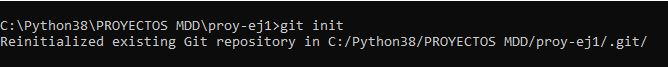 C:\Python38\PROYECTOS MDD\proy-ej1>git init
Reinitialized existing Git repository in C:/Python38/PROYECTOS MDD/proy-ej1/.git/